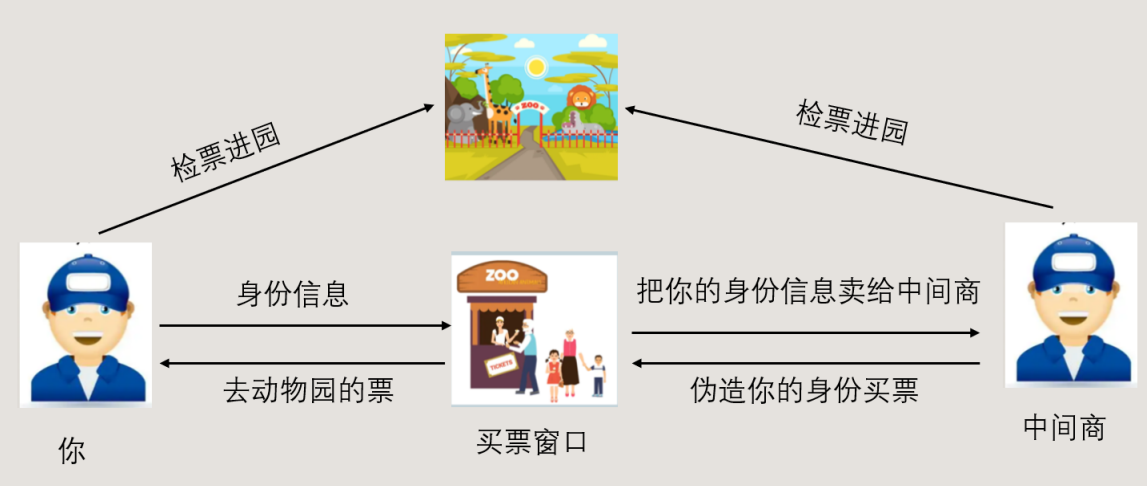 ZOO
检票进园
检票进园
身份信息
ZOO
把你的身份信息卖给中间商
TICKETS
去动物园的票
伪造你的身份买票
你
买票窗口
中间商